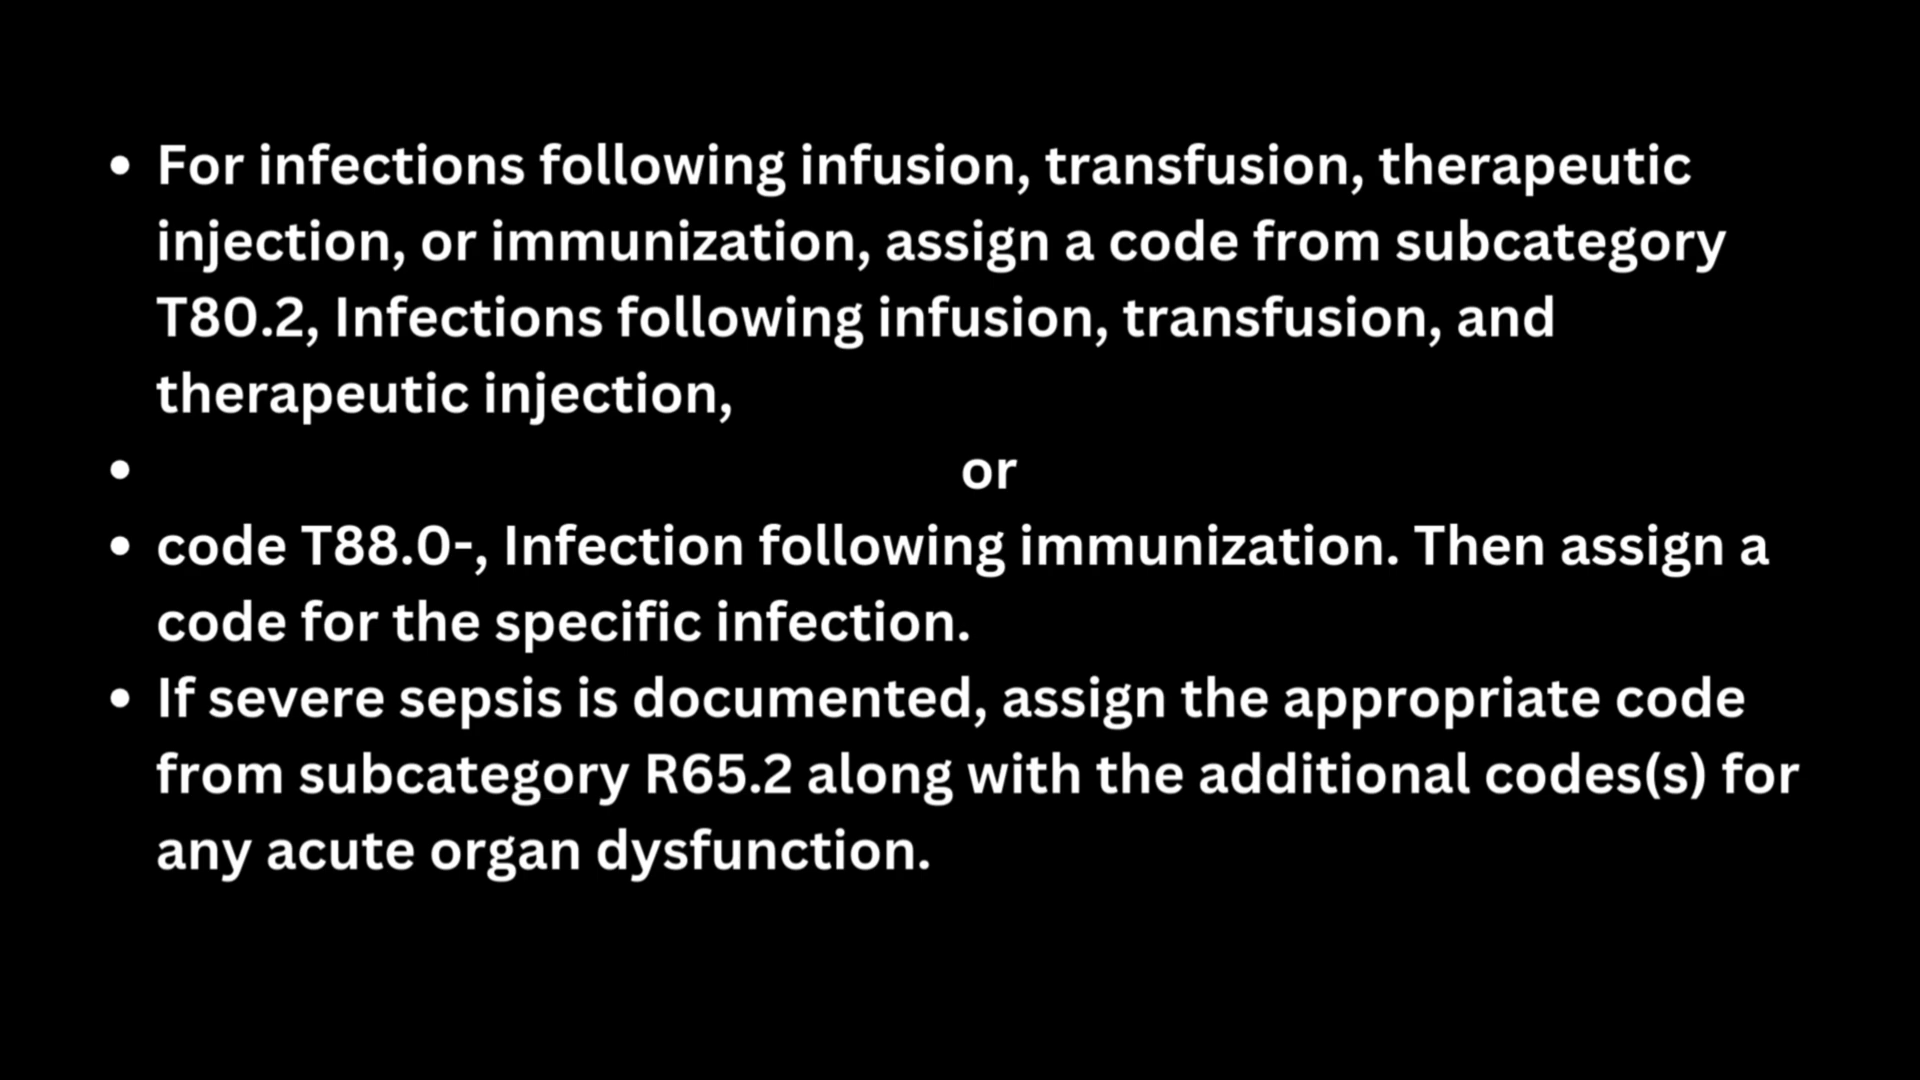 • For infections following infusion, transfusion, therapeutic
injection, or immunization, assign a code from subcategory
T80.2, Infections following infusion, transfusion, and
therapeutic injection,
• or
• code T88.0-, Infection following immunization. Then assign a
code for the specific infection.
• If severe sepsis is documented, assign the appropriate code
from subcategory R65.2 along with the additional codes(s) for
any acute organ dysfunction.